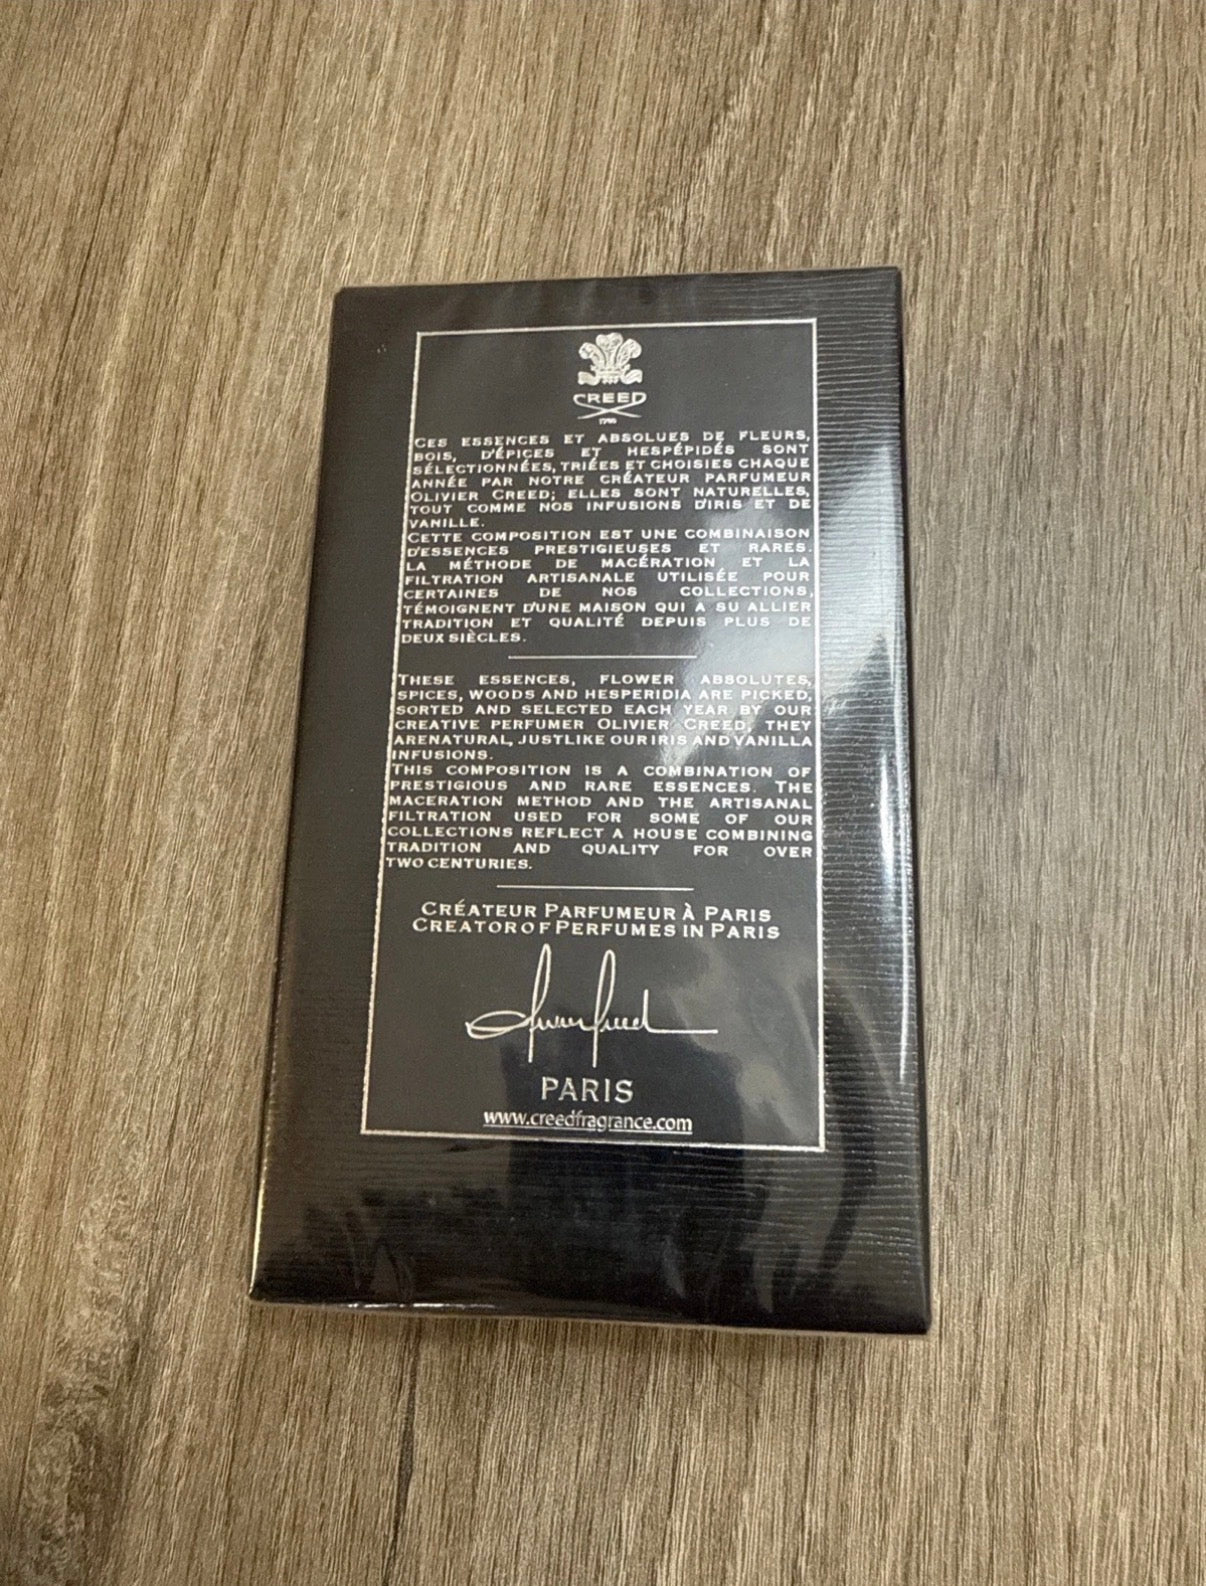 CREED
1760
CES ESSENCES ET ABSOLUES DE FLEURS,
BOIS, D'ÉPICES ET HESPÉPIDÉS SONT
SÉLECTIONNÉES, TRIÉES ET CHOISIES CHAQUE
ANNÉE PAR NOTRE CRÉATEUR PARFUMEUR
OLIVIER CREED; ELLES SONT NATURELLES,
TOUT COMME NOS INFUSIONS D'IRIS ET DE
VANILLE.
CETTE COMPOSITION EST UNE COMBINAISON
D'ESSENCES PRESTIGIEUSES ET RARES.
LA MÉTHODE DE MACÉRATION ET LA
FILTRATION ARTISANALE UTILISÉE POUR
CERTAINES DE NOS COLLECTIONS,
TÉMOIGNENT D'UNE MAISON QUI A SU ALLIER
TRADITION ET QUALITÉ DEPUIS PLUS DE
DEUX SIÈCLES.
THESE ESSENCES, FLOWER ABSOLUTES,
SPICES, WOODS AND HESPERIDIA ARE PICKED,
SORTED AND SELECTED EACH YEAR BY OUR
CREATIVE PERFUMER OLIVIER CREED, THEY
ARENATURAL, JUSTLIKE OUR IRIS AND VANILLA
INFUSIONS.
THIS COMPOSITION IS A COMBINATION OF
PRESTIGIOUS AND RARE ESSENCES. THE
MACERATION METHOD AND THE ARTISANAL
FILTRATION USED FOR SOME OF OUR
COLLECTIONS REFLECT A HOUSE COMBINING
TRADITION AND QUALITY FOR OVER
TWO CENTURIES.
CRÉATEUR PARFUMEUR À PARIS
CREATOR OF PERFUMES IN PARIS
PARIS
www.creedfragrance.com